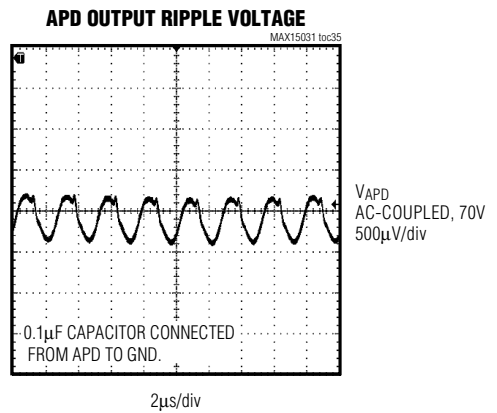 APD OUTPUT RIPPLE VOLTAGE
MAX15031 toc35
T
VAPD
AC-COUPLED, 70V
500μV/div
0.1μF CAPACITOR CONNECTED
FROM APD TO GND.
2μs/div